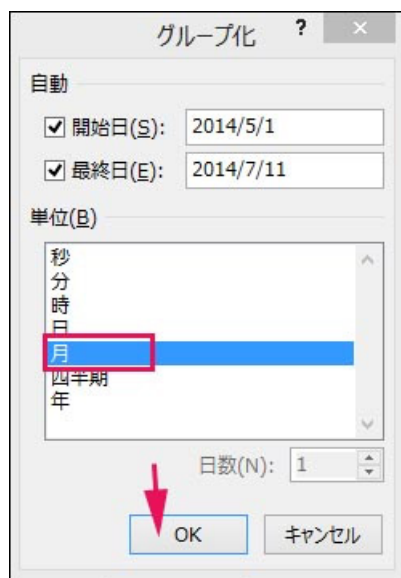 グループ化 ?
自動
開始日(S): 2014/5/1
最終日(E): 2014/7/11
単位(B)
秒
分
時
日
月
四半期
年
日数(N): 1
OK キャンセル